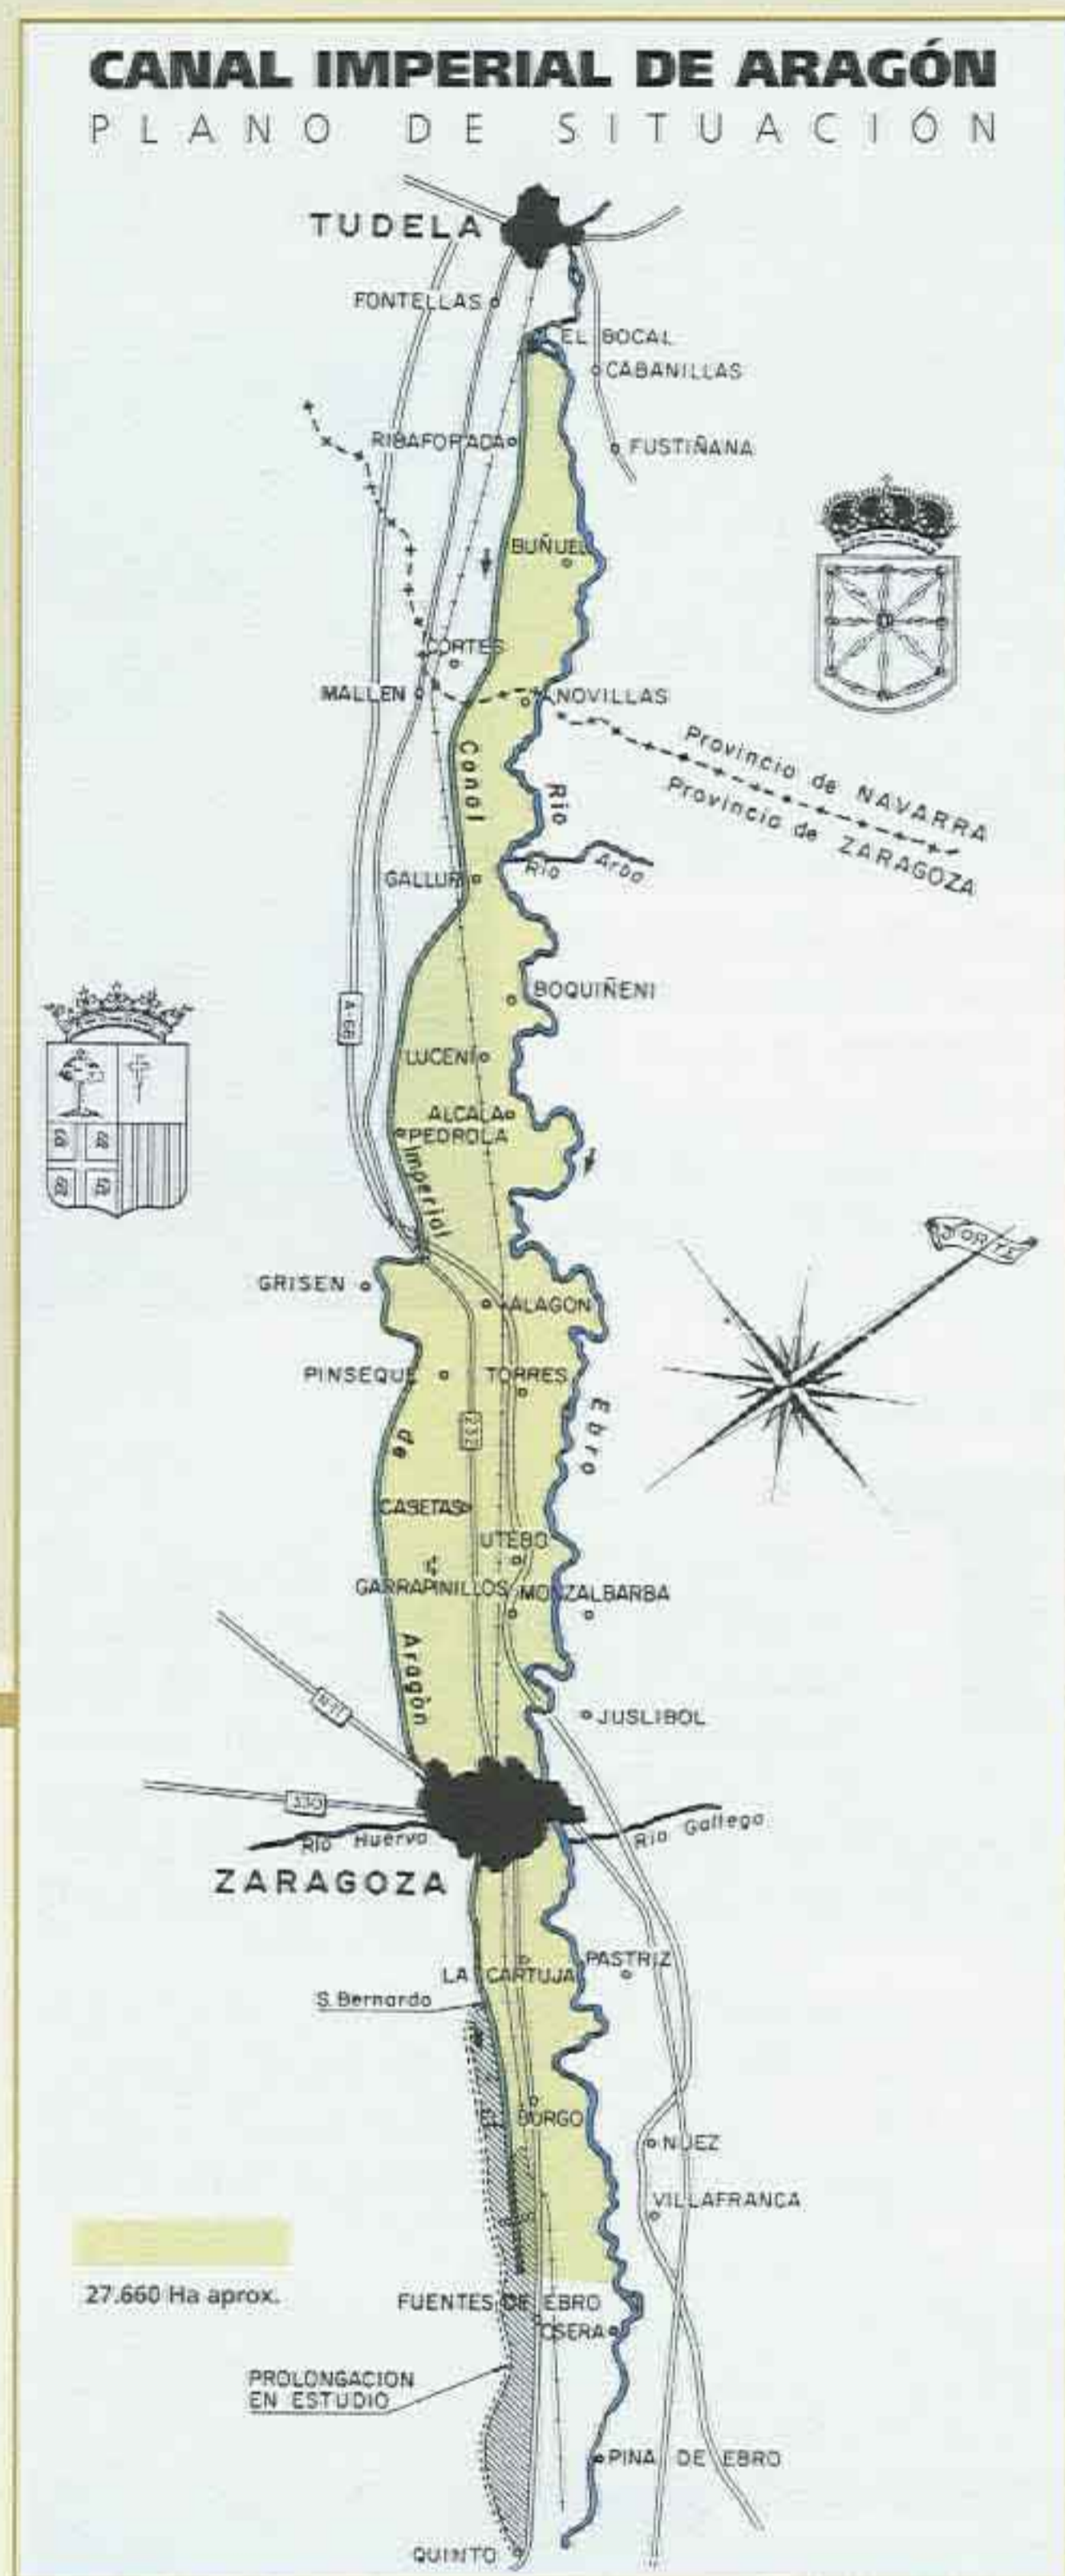 CANAL IMPERIAL DE ARAGÓN
PLANO DE SITUACIÓN
TUDELA
FONTELLAS
EL BOCAL
CABANILLAS
RIBAFORADA
FUSTIÑANA
BUÑUEL
CORTES
MALLEN
NOVILLAS
Provincia de NAVARRA
Provincia de ZARAGOZA
Canal
Rio
Rio Arba
GALLUR
BOQUIÑENI
A-68
LUCENI
ALCALA
PEDROLA
Imperial
NORTE
GRISEN
ALAGON
PINSEQUE
TORRES
Ebro
de
232
CASETAS
UTEBO
GARRAPINILLOS
MONZALBARBA
Aragón
N-II
JUSLIBOL
330
Rio Huerva
Rio Gallego
ZARAGOZA
PASTRIZ
LA CARTUJA
S. Bernardo
EL BURGO
NUEZ
VILLAFRANCA
27.660 Ha aprox.
FUENTES DE EBRO
OSERA
PROLONGACION
EN ESTUDIO
PINA DE EBRO
QUINTO